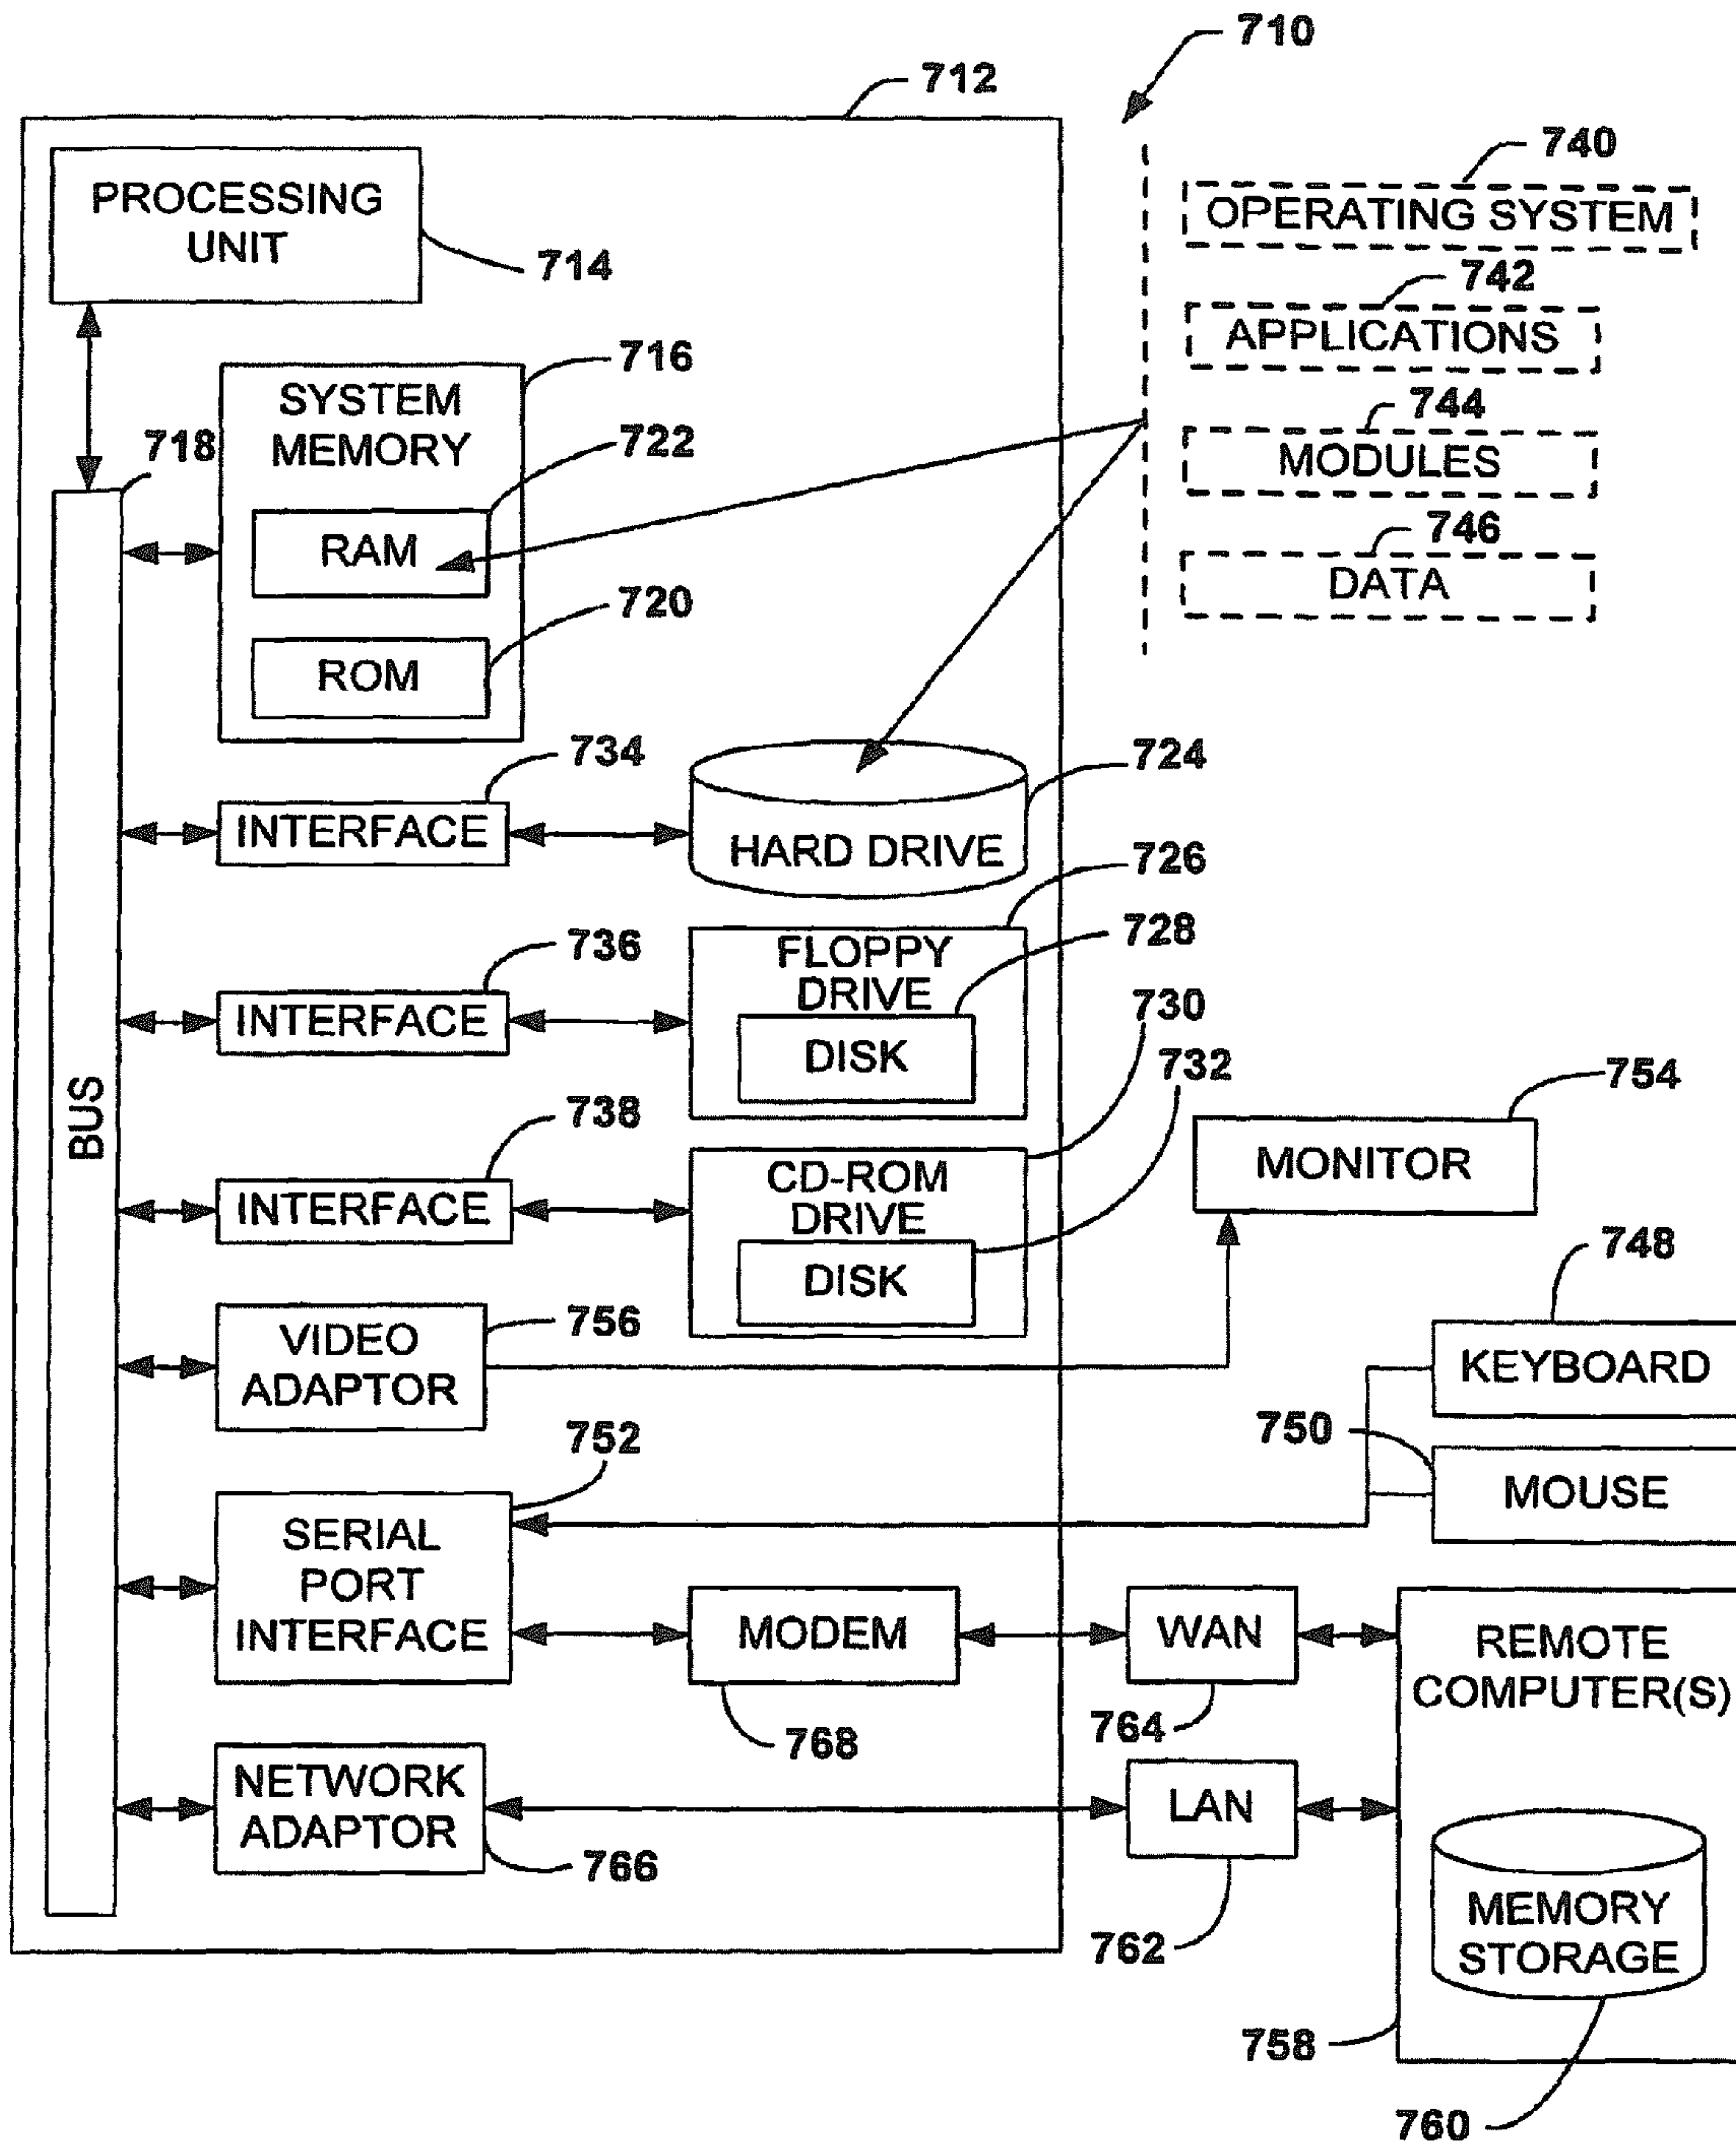 710
712
740
PROCESSING
UNIT
714
OPERATING SYSTEM
742
APPLICATIONS
716
SYSTEM
MEMORY
744
MODULES
718
722
RAM
746
DATA
720
ROM
734
724
INTERFACE
HARD DRIVE
726
736
728
FLOPPY
DRIVE
INTERFACE
DISK
730
732
754
BUS
738
MONITOR
CD-ROM
DRIVE
INTERFACE
DISK
748
756
VIDEO
ADAPTOR
KEYBOARD
750
752
MOUSE
SERIAL
PORT
INTERFACE
MODEM
WAN
REMOTE
COMPUTER(S)
764
768
NETWORK
ADAPTOR
LAN
766
MEMORY
STORAGE
762
758
760